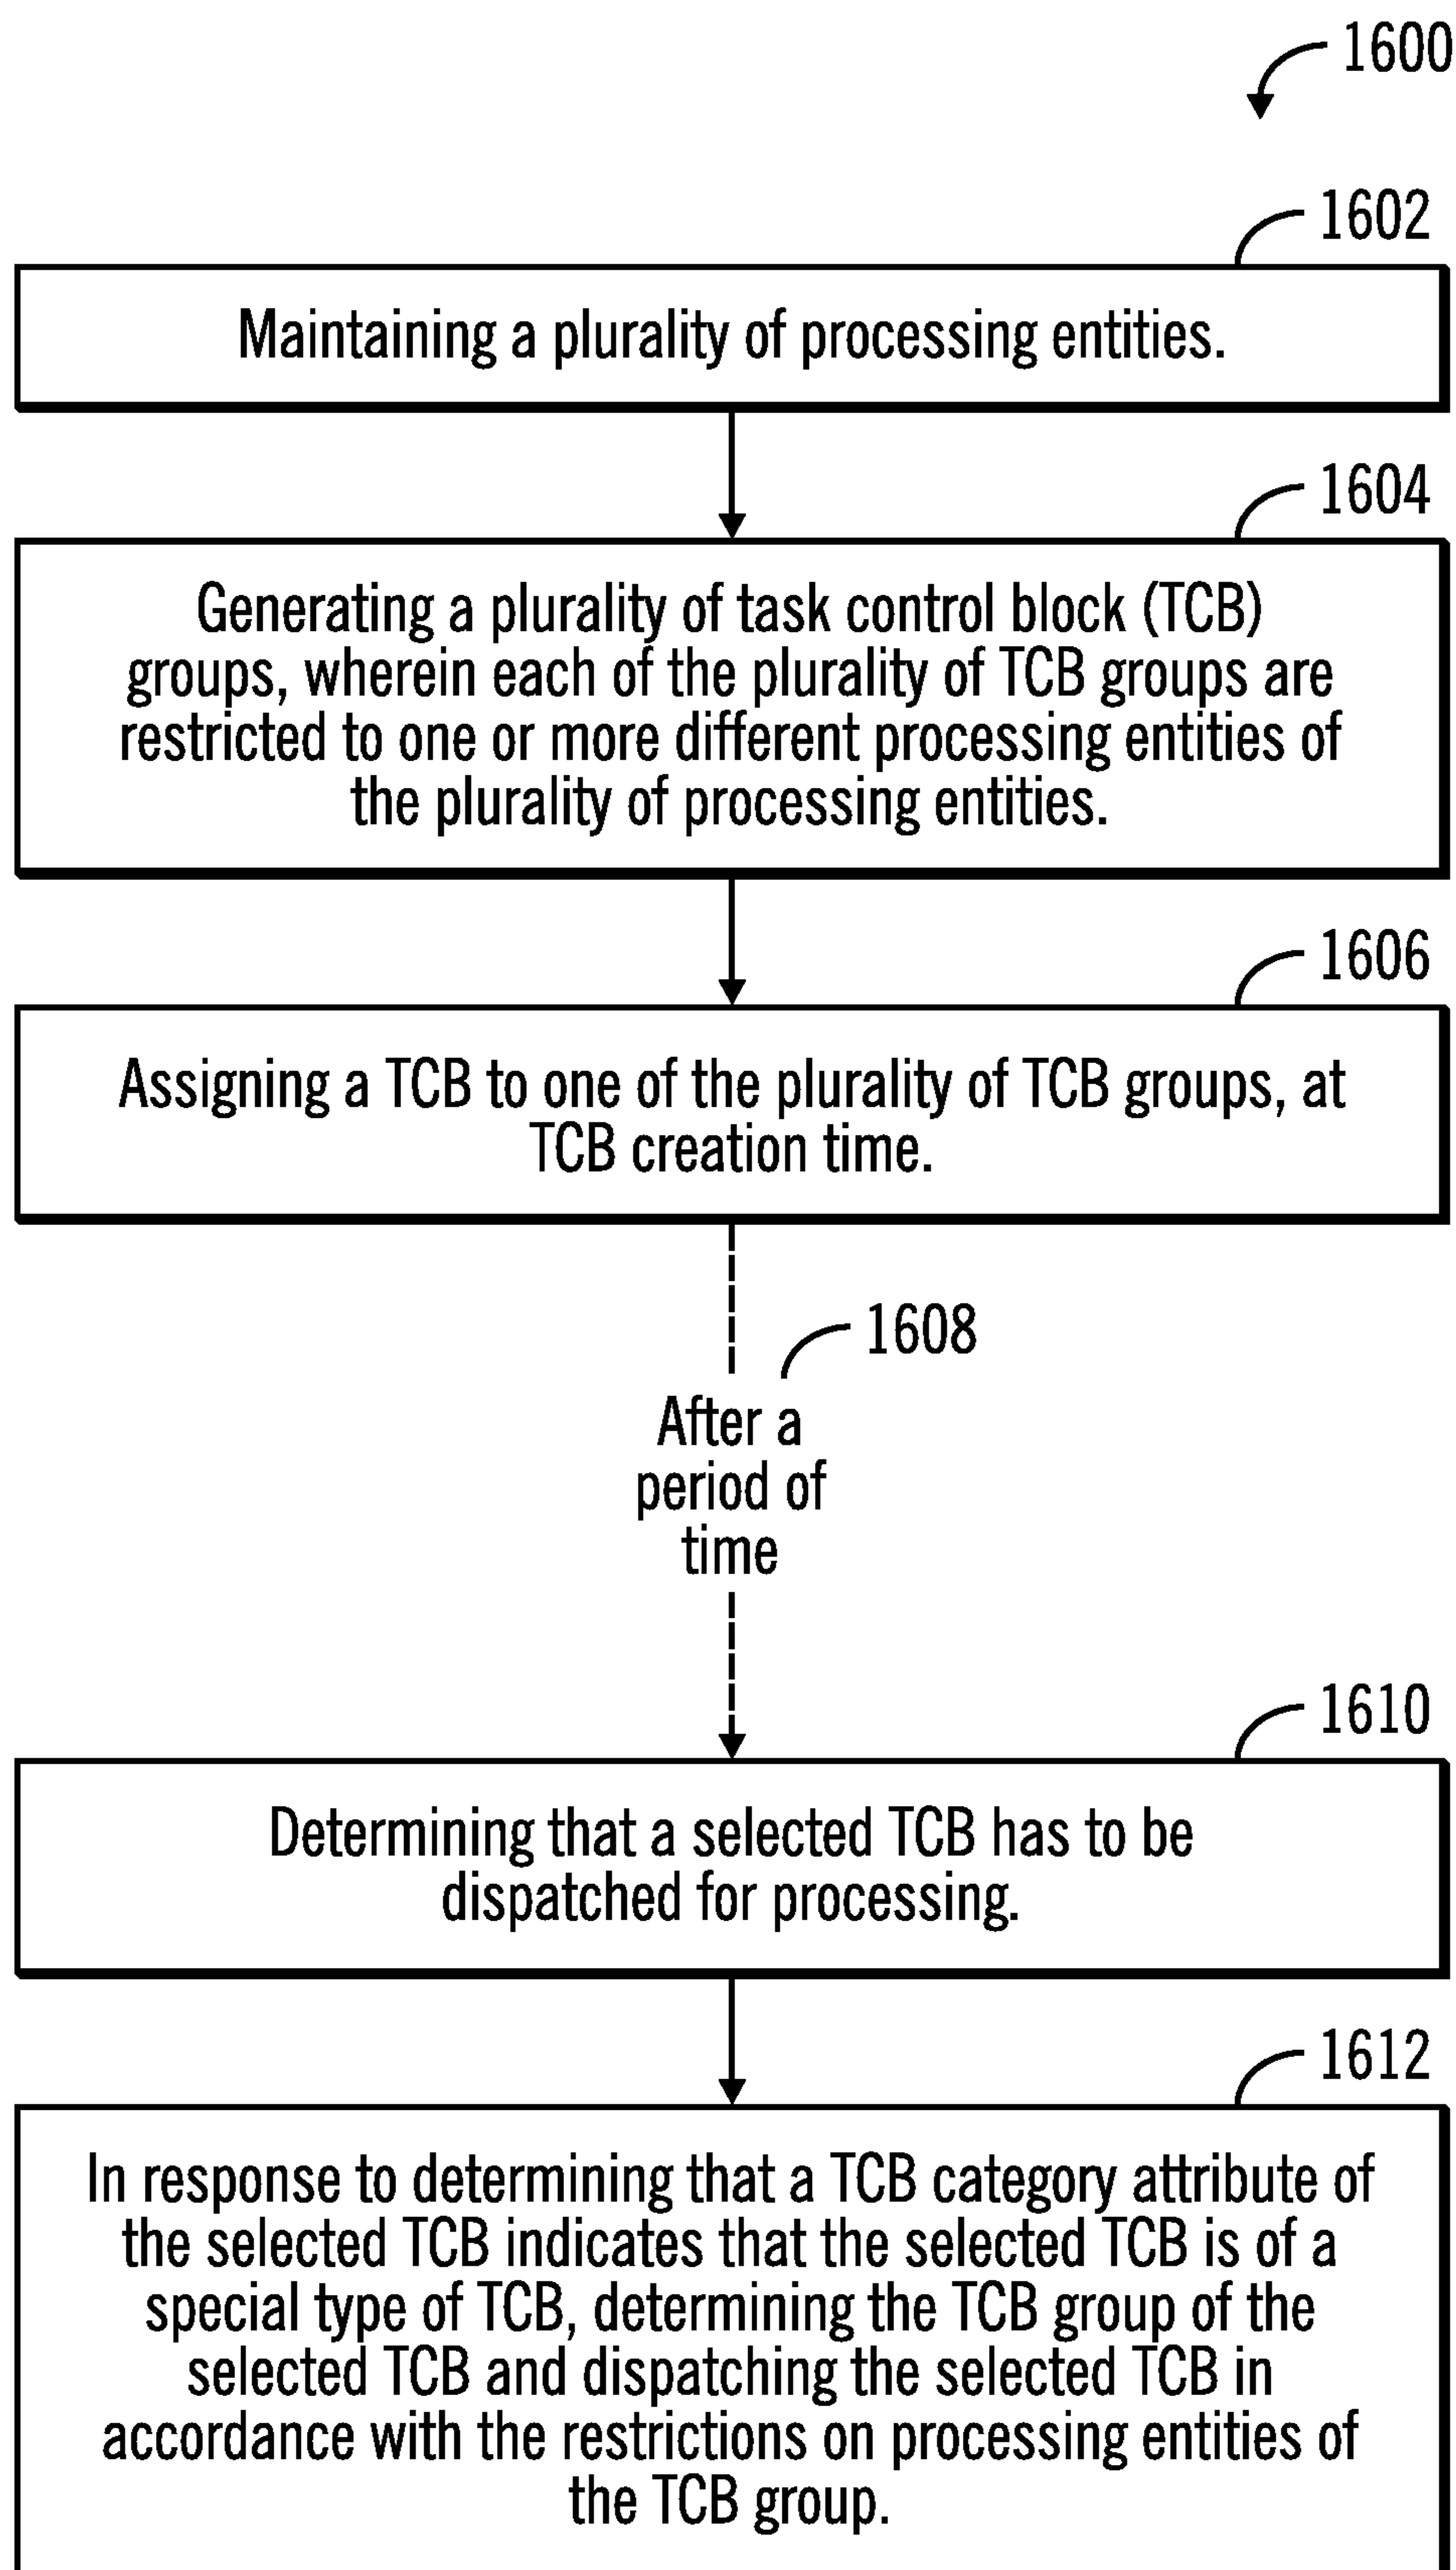 1600
1602
Maintaining a plurality of processing entities.
1604
Generating a plurality of task control block (TCB)
groups, wherein each of the plurality of TCB groups are
restricted to one or more different processing entities of
the plurality of processing entities.
1606
Assigning a TCB to one of the plurality of TCB groups, at
TCB creation time.
1608
After a
period of
time
1610
Determining that a selected TCB has to be
dispatched for processing.
1612
In response to determining that a TCB category attribute of
the selected TCB indicates that the selected TCB is of a
special type of TCB, determining the TCB group of the
selected TCB and dispatching the selected TCB in
accordance with the restrictions on processing entities of
the TCB group.